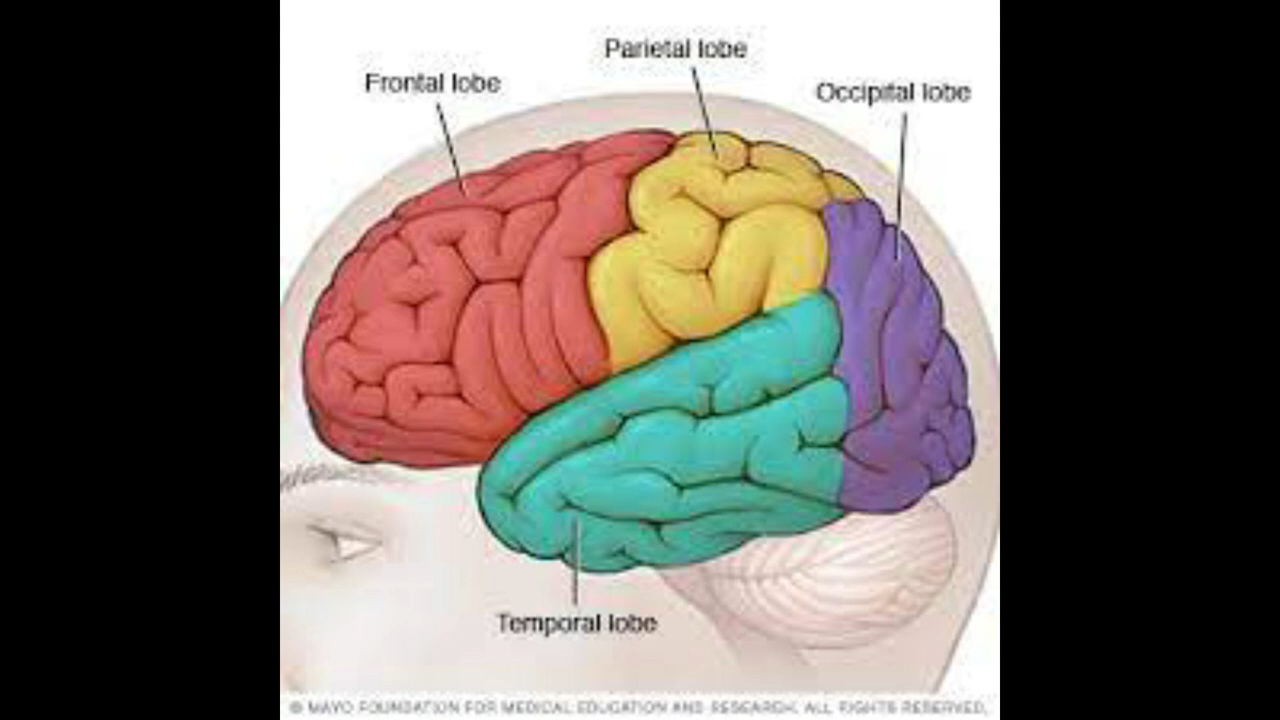 Parietal lobe
Frontal lobe
Occipital lobe
Temporal lobe
© MAYO FOUNDATION FOR MEDICAL EDUCATION AND RESEARCH. ALL RIGHTS RESERVED.